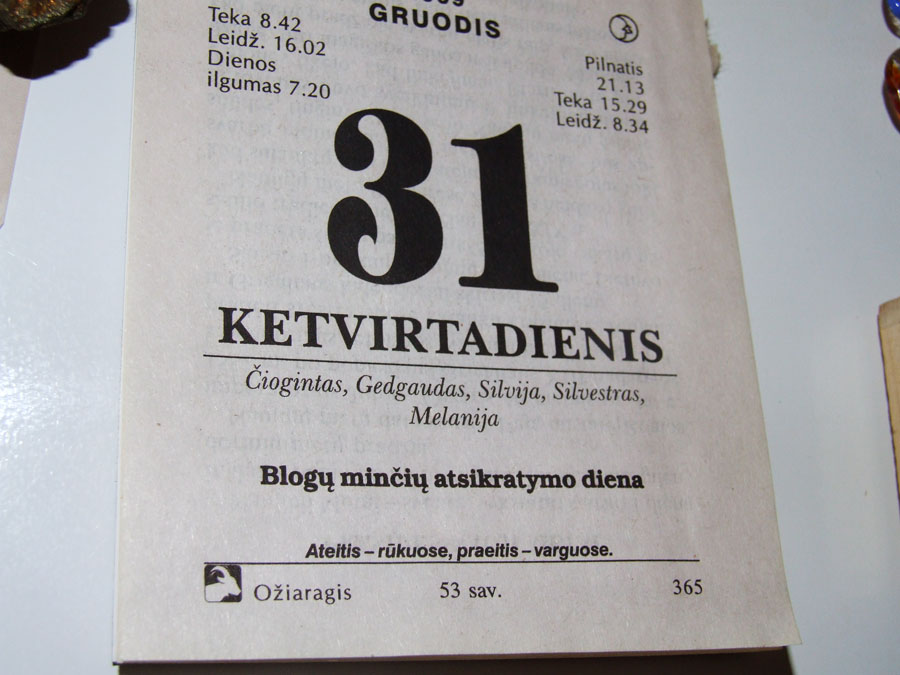 GRUODIS
Teka 8.42
Leidž. 16.02
Dienos
ilgumas 7.20
Pilnatis
21.13
Teka 15.29
Leidž. 8.34
31
KETVIRTADIENIS
Čiogintas, Gedgaudas, Silvija, Silvestras,
Melanija
Blogų minčių atsikratymo diena
Ateitis – rūkuose, praeitis – varguose.
Ožiaragis 53 sav. 365